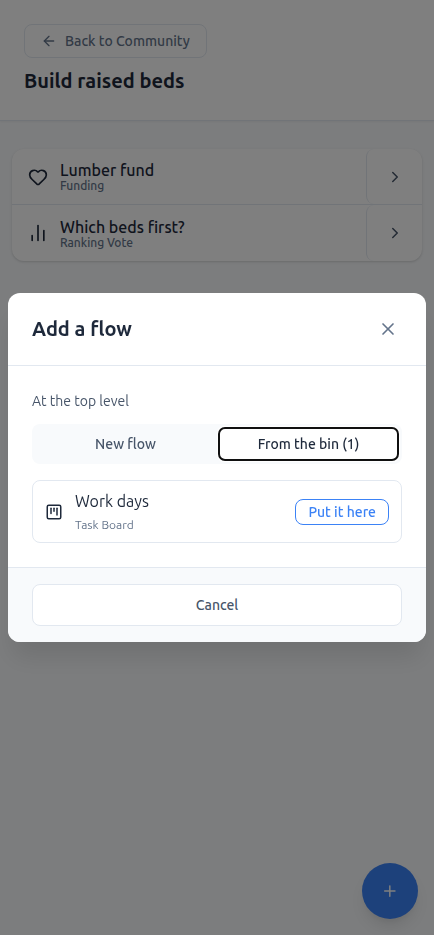 Back to Community
Build raised beds
Lumber fund
Funding
Which beds first?
Ranking Vote
Add a flow
At the top level
New flow
From the bin (1)
Work days
Task Board
Put it here
Cancel